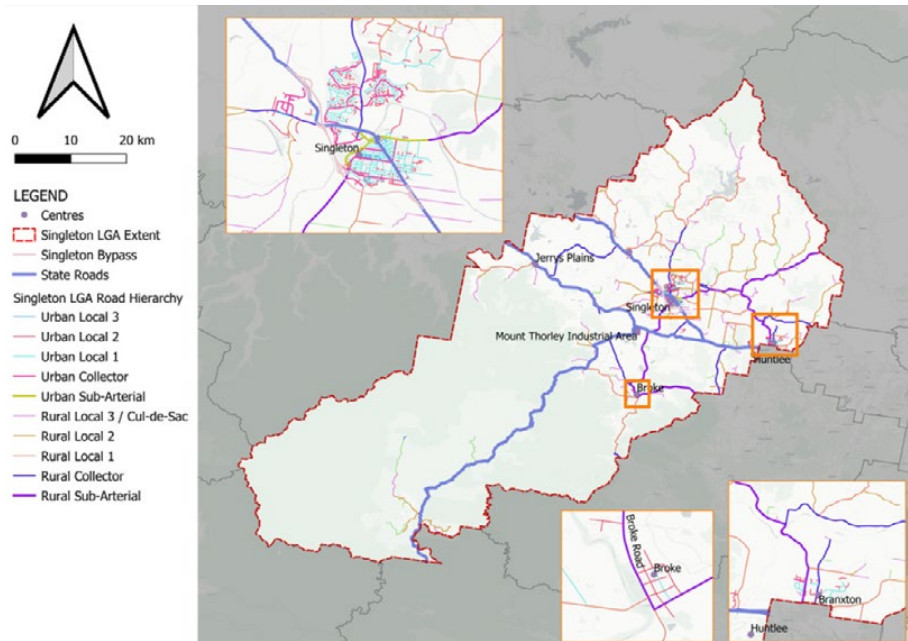 0 10 20 km
LEGEND
Centres
Singleton LGA Extent
Singleton Bypass
State Roads
Singleton LGA Road Hierarchy
Urban Local 3
Urban Local 2
Urban Local 1
Urban Collector
Urban Sub-Arterial
Rural Local 3 / Cul-de-Sac
Rural Local 2
Rural Local 1
Rural Collector
Rural Sub-Arterial
Singleton
Jerrys Plains
Singleton
Mount Thorley Industrial Area
Huntlee
Broke
Broke Road
Broke
Branxton
Huntlee